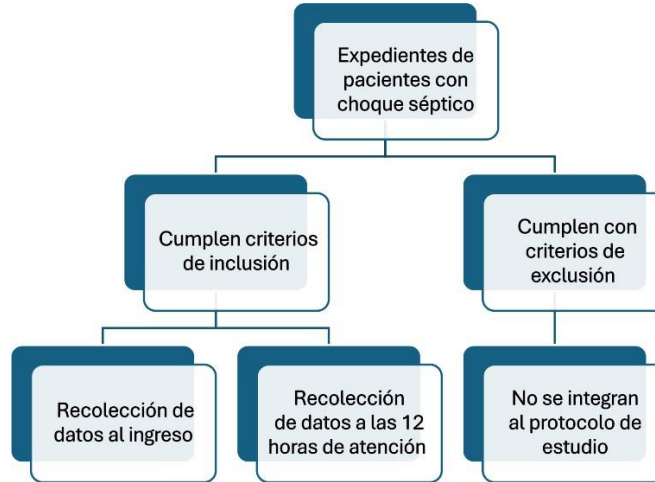 Expedientes de
pacientes con
choque séptico
Cumplen criterios
de inclusión
Cumplen con
criterios de
exclusión
Recolección de
datos al ingreso
Recolección
de datos a las 12
horas de atención
No se integran
al protocolo de
estudio